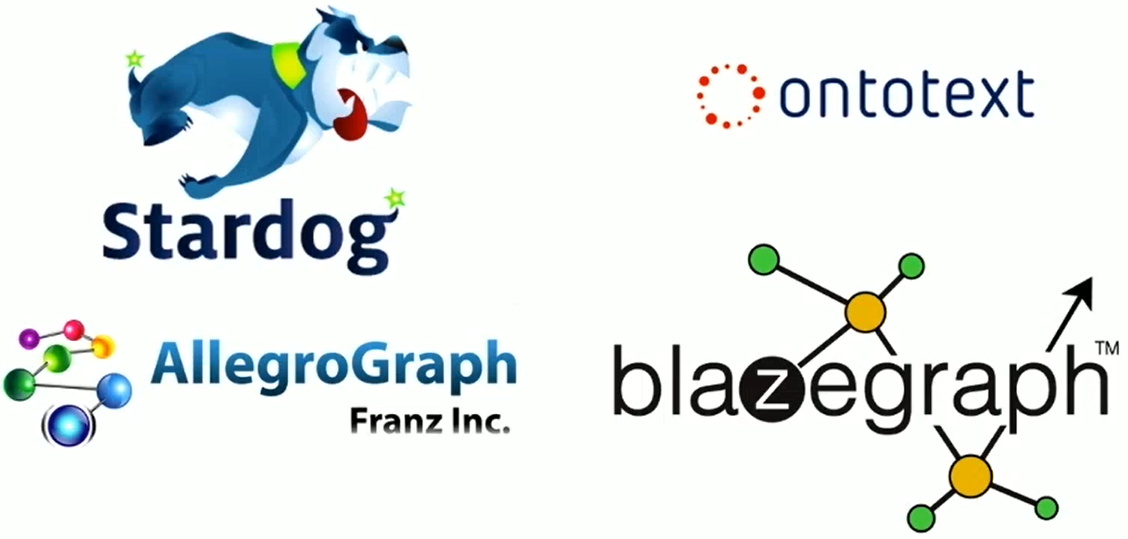 Stardog
ontotext
AllegroGraph
Franz Inc.
blazegraph™